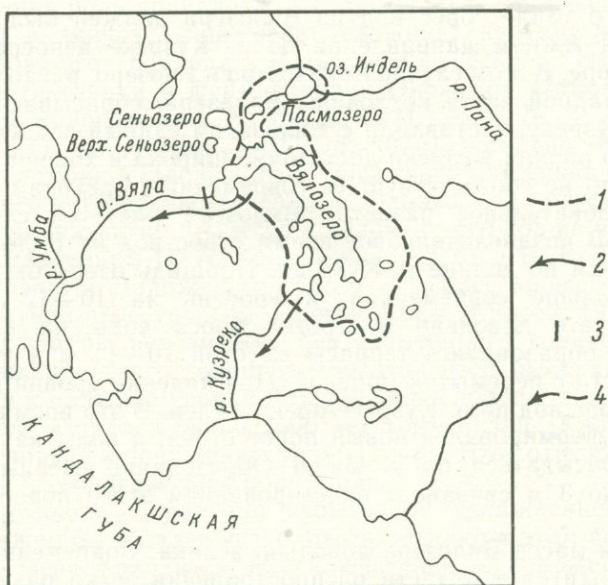 оз. Индель
р. Пана
Сеньозеро
Пасмозеро
Верх. Сеньозеро
р. Вяла
Вялозеро
р. Умба
р. Кузрека
КАНДАЛАКШСКАЯ
ГУБА
1
2
3
4